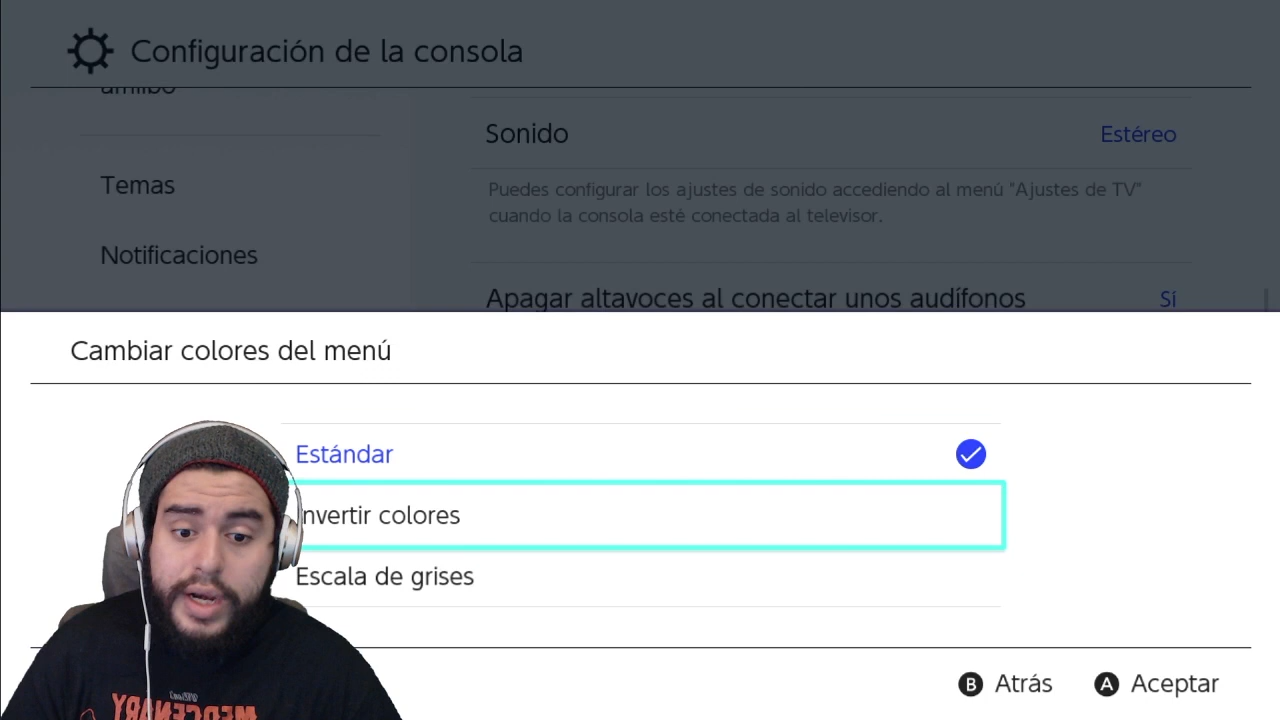 Configuración de la consola
amiibo
Temas
Notificaciones
Sonido Estéreo
Puedes configurar los ajustes de sonido accediendo al menú "Ajustes de TV"
cuando la consola esté conectada al televisor.
Apagar altavoces al conectar unos audífonos Sí
Cambiar colores del menú
Estándar
nvertir colores
Escala de grises
B Atrás A Aceptar
MERCENARY